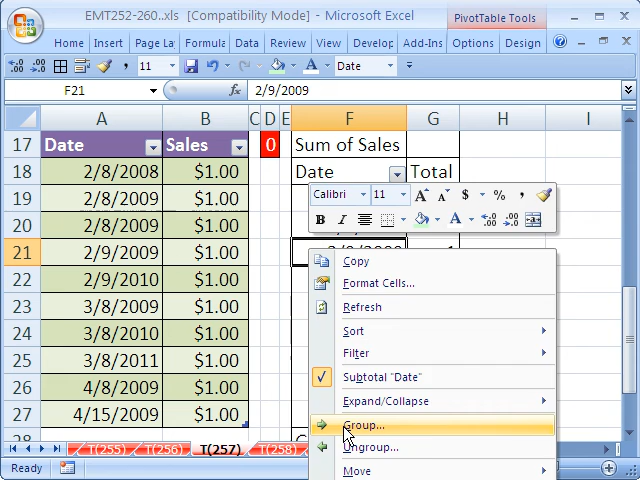 EMT252-260..xls [Compatibility Mode] - Microsoft Excel
PivotTable Tools
Home Insert Page La Formula Data Review View Develop Add-Ins Options Design
11 Date
F21 2/9/2009
A B C D E F G H I
17 Date Sales 0 Sum of Sales
18 2/8/2008 $1.00 Date Total
19 2/8/2009 $1.00
Calibri 11 A A $ % ,
20 2/8/2009 $1.00
B I A
21 2/9/2009 $1.00
22 2/9/2010 $1.00
23 3/8/2009 $1.00
24 3/8/2010 $1.00
25 3/8/2011 $1.00
26 4/8/2009 $1.00
27 4/15/2009 $1.00
Copy
Format Cells...
Refresh
Sort
Filter
Subtotal "Date"
Expand/Collapse
Group...
Ungroup...
Move
T(255) T(256) T(257) T(258)
Ready